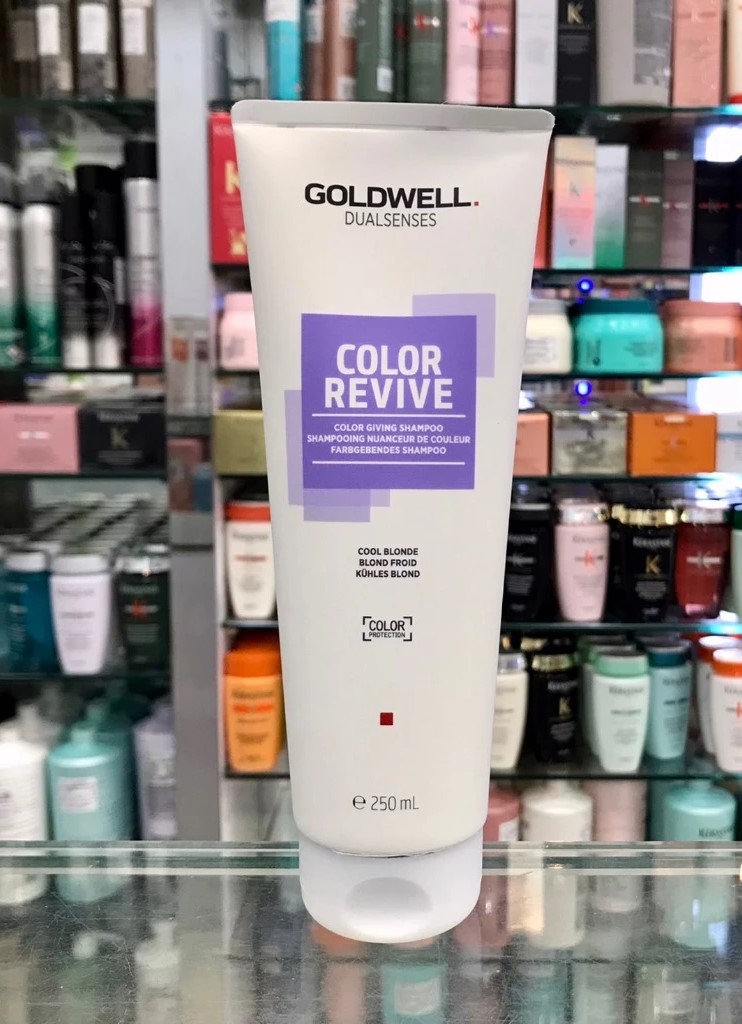 GOLDWELL.
DUALSENSES
COLOR
REVIVE
COLOR GIVING SHAMPOO
SHAMPOOING NUANCEUR DE COULEUR
FARBGEBENDES SHAMPOO
COOL BLONDE
BLOND FROID
KÜHLES BLOND
COLOR
PROTECTION
℮ 250 mL